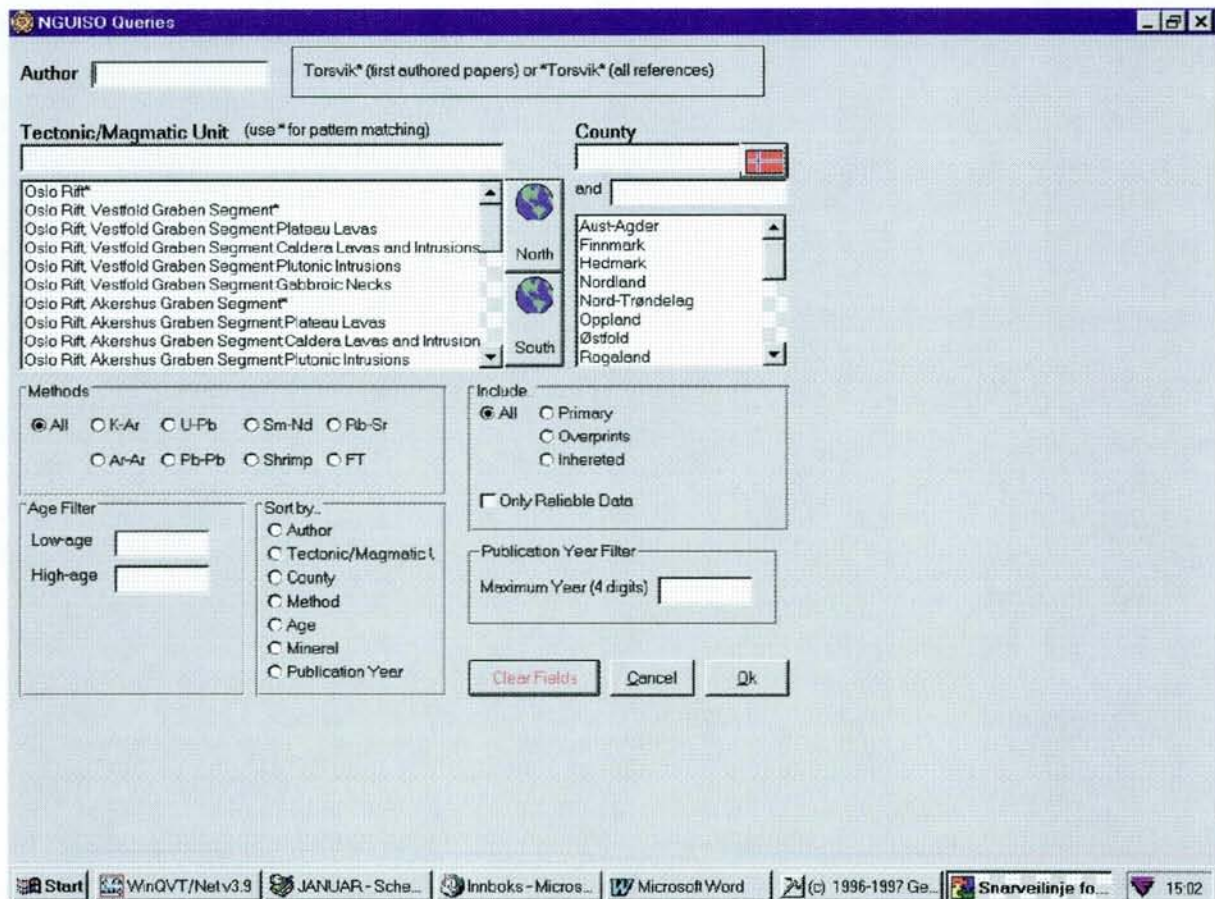 NGUISO Queries
Author
Torsvik* (first authored papers) or *Torsvik* (all references)
Tectonic/Magmatic Unit (use * for pattern matching)
County
Oslo Rift*
Oslo Rift, Vestfold Graben Segment*
Oslo Rift, Vestfold Graben Segment:Plateau Lavas
Oslo Rift, Vestfold Graben Segment:Caldera Lavas and Intrusions
Oslo Rift, Vestfold Graben Segment:Plutonic Intrusions
Oslo Rift, Vestfold Graben Segment:Gabbroic Necks
Oslo Rift, Akershus Graben Segment*
Oslo Rift, Akershus Graben Segment:Plateau Lavas
Oslo Rift, Akershus Graben Segment:Caldera Lavas and Intrusion
Oslo Rift, Akershus Graben Segment:Plutonic Intrusions
North
South
and
Aust-Agder
Finnmark
Hedmark
Nordland
Nord-Trøndelag
Oppland
Østfold
Rogaland
Methods
All K-Ar U-Pb Sm-Nd Rb-Sr
Ar-Ar Pb-Pb Shrimp FT
Include..
All Primary
Overprints
Inhereted
Only Reliable Data
Age Filter
Low-age
High-age
Sort by..
Author
Tectonic/Magmatic U
County
Method
Age
Mineral
Publication Year
Publication Year Filter
Maximum Year (4 digits)
Clear Fields Cancel Ok
Start WinQVT/Net v3.9 JANUAR - Sche... Innboks - Micros... Microsoft Word (c) 1996-1997 Ge... Snarveilinje fo... 15:02